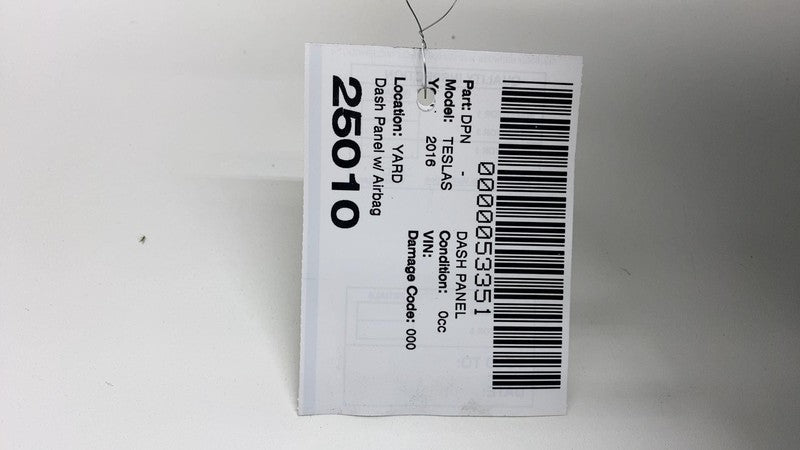 0000053351
Part: DPN - DASH PANEL
Model: TESLAS Condition: 0cc
2016 VIN:
Damage Code: 000
Location: YARD
Dash Panel w/ Airbag
25010